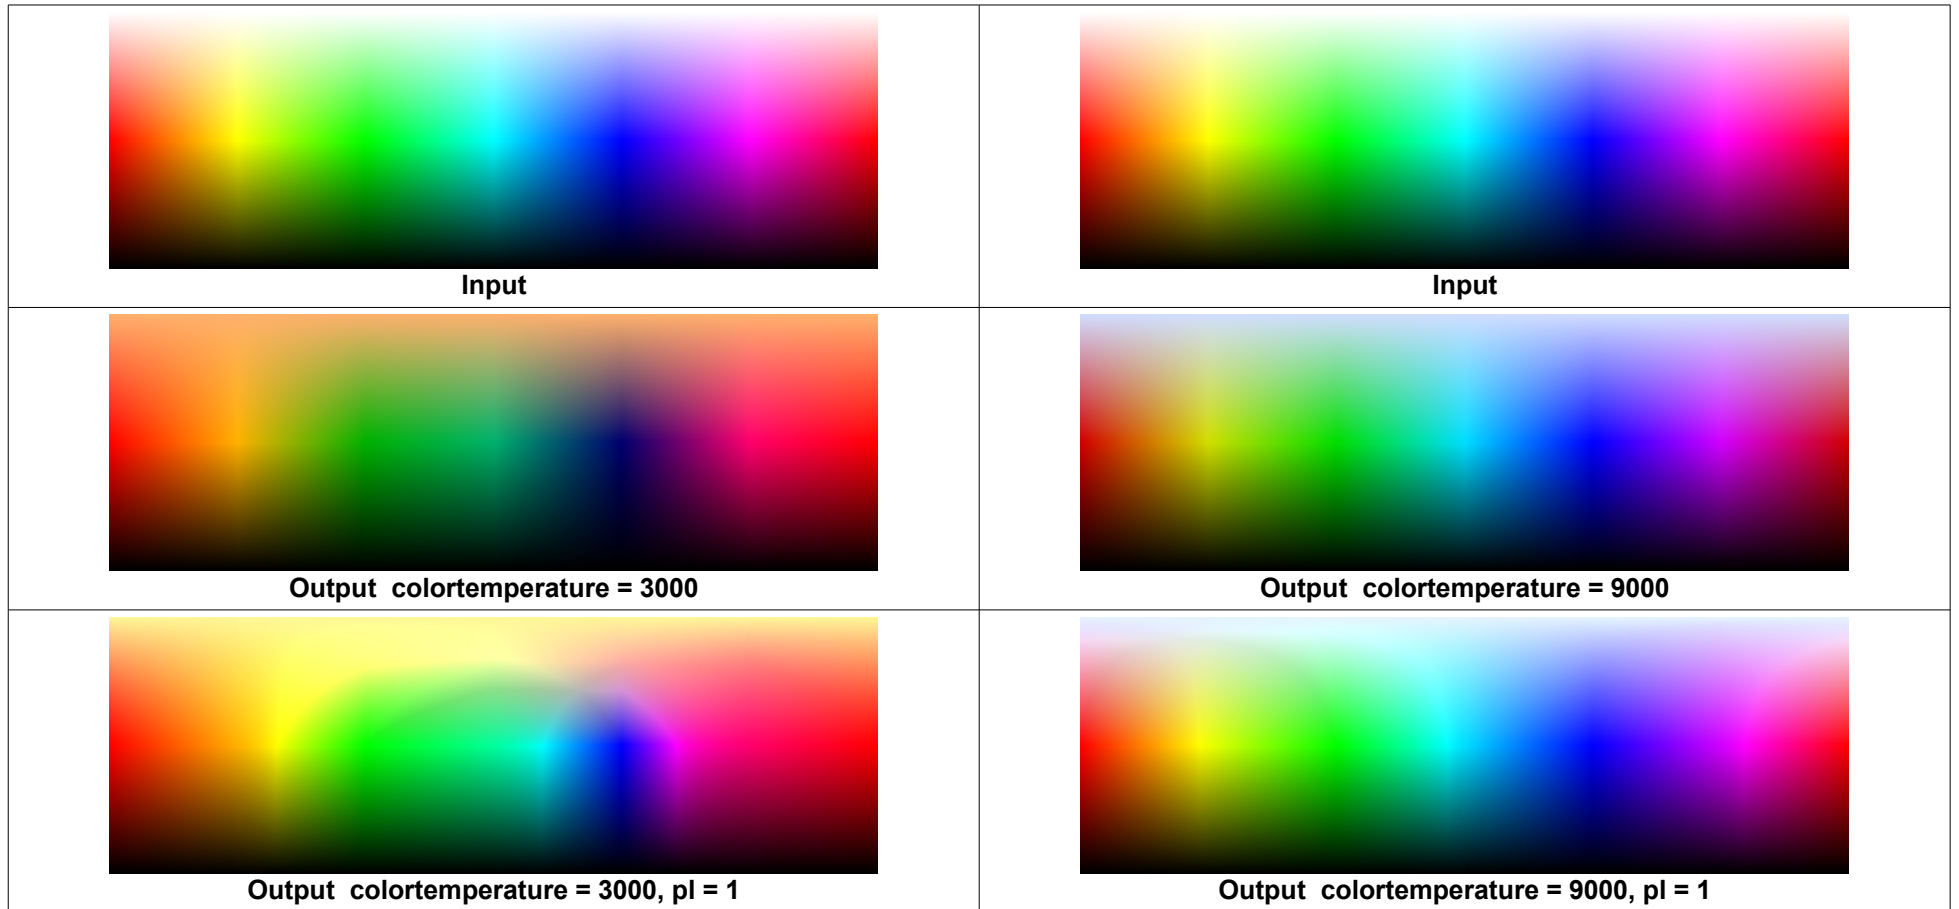 Input
Input
Output  colortemperature = 3000
Output  colortemperature = 9000
Output  colortemperature = 3000, pl = 1
Output  colortemperature = 9000, pl = 1